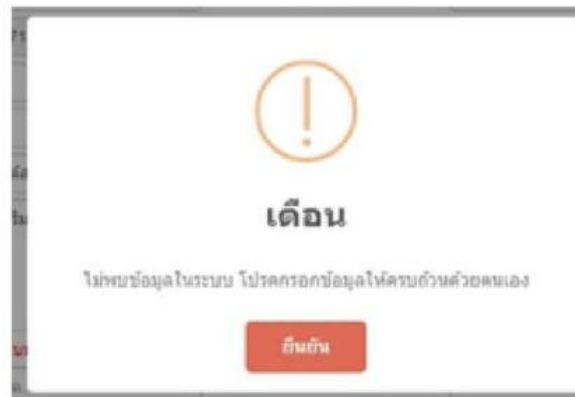 71
เตือน
ไม่พบข้อมูลในระบบ โปรดกรอกข้อมูลให้ครบถ้วนด้วยตนเอง
ยืนยัน